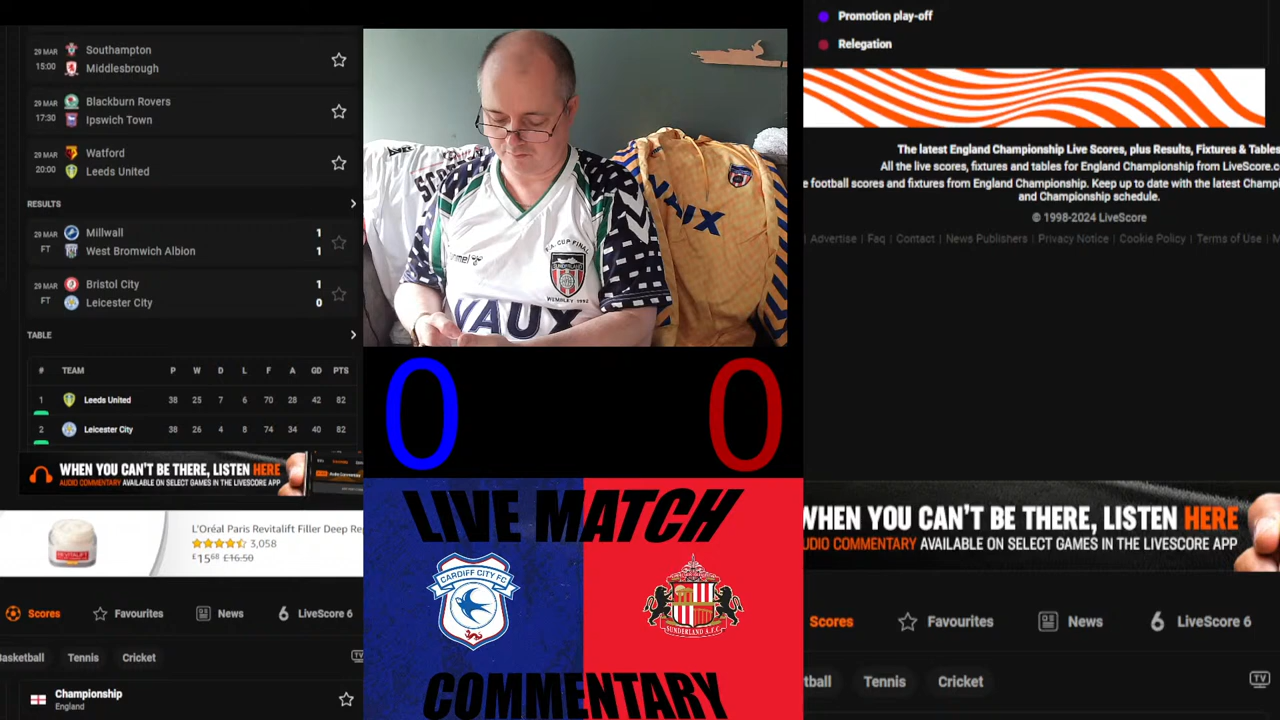 29 MAR
15:00
Southampton
Middlesbrough
29 MAR
17:30
Blackburn Rovers
Ipswich Town
29 MAR
20:00
Watford
Leeds United
RESULTS
29 MAR
FT
Millwall 1
West Bromwich Albion 1
29 MAR
FT
Bristol City 1
Leicester City 0
TABLE
# TEAM P W D L F A GD PTS
1 Leeds United 38 25 7 6 70 28 42 82
2 Leicester City 38 26 4 8 74 34 40 82
WHEN YOU CAN'T BE THERE, LISTEN HERE
AUDIO COMMENTARY AVAILABLE ON SELECT GAMES IN THE LIVESCORE APP
L'Oréal Paris Revitalift Filler Deep Re
3,058
£15⁶⁸ £16.50
Scores Favourites News LiveScore 6
Basketball Tennis Cricket
Championship
England
F.A. CUP FINAL
hummel
SUNDERLAND
WEMBLEY 1992
VAUX
VAUX
0 0
LIVE MATCH
CARDIFF CITY FC
SUNDERLAND A.F.C
COMMENTARY
Promotion play-off
Relegation
The latest England Championship Live Scores, plus Results, Fixtures & Tables
All the live scores, fixtures and tables for England Championship from LiveScore.c
e football scores and fixtures from England Championship. Keep up to date with the latest Champi
and Championship schedule.
© 1998-2024 LiveScore
Advertise | Faq | Contact | News Publishers | Privacy Notice | Cookie Policy | Terms of Use | M
WHEN YOU CAN'T BE THERE, LISTEN HERE
UDIO COMMENTARY AVAILABLE ON SELECT GAMES IN THE LIVESCORE APP
Scores Favourites News LiveScore 6
tball Tennis Cricket